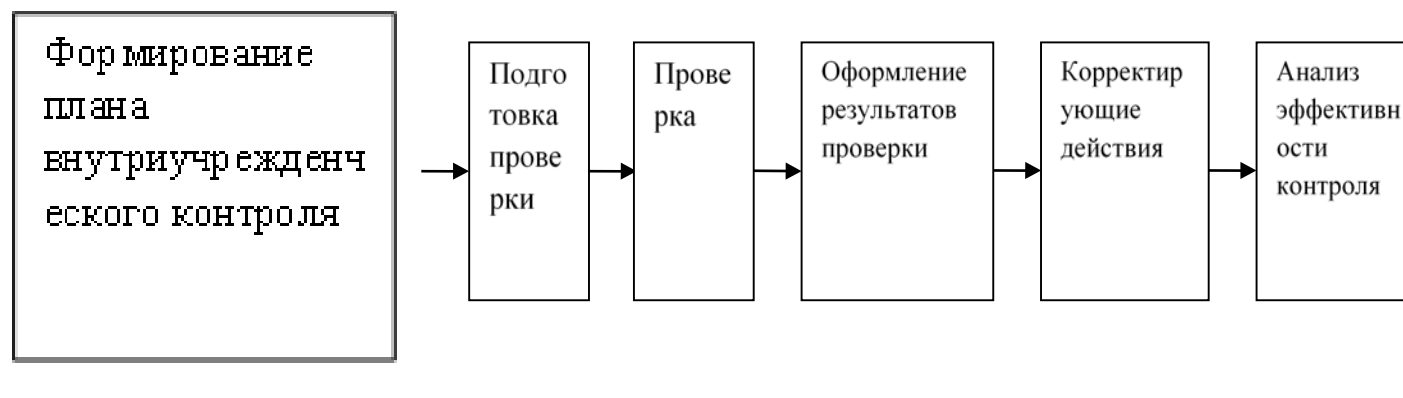 Формирование
плана
внутриучрежденч
еского контроля
Подго
товка
прове
рки
Прове
рка
Оформление
результатов
проверки
Корректир
ующие
действия
Анализ
эффективн
ости
контроля